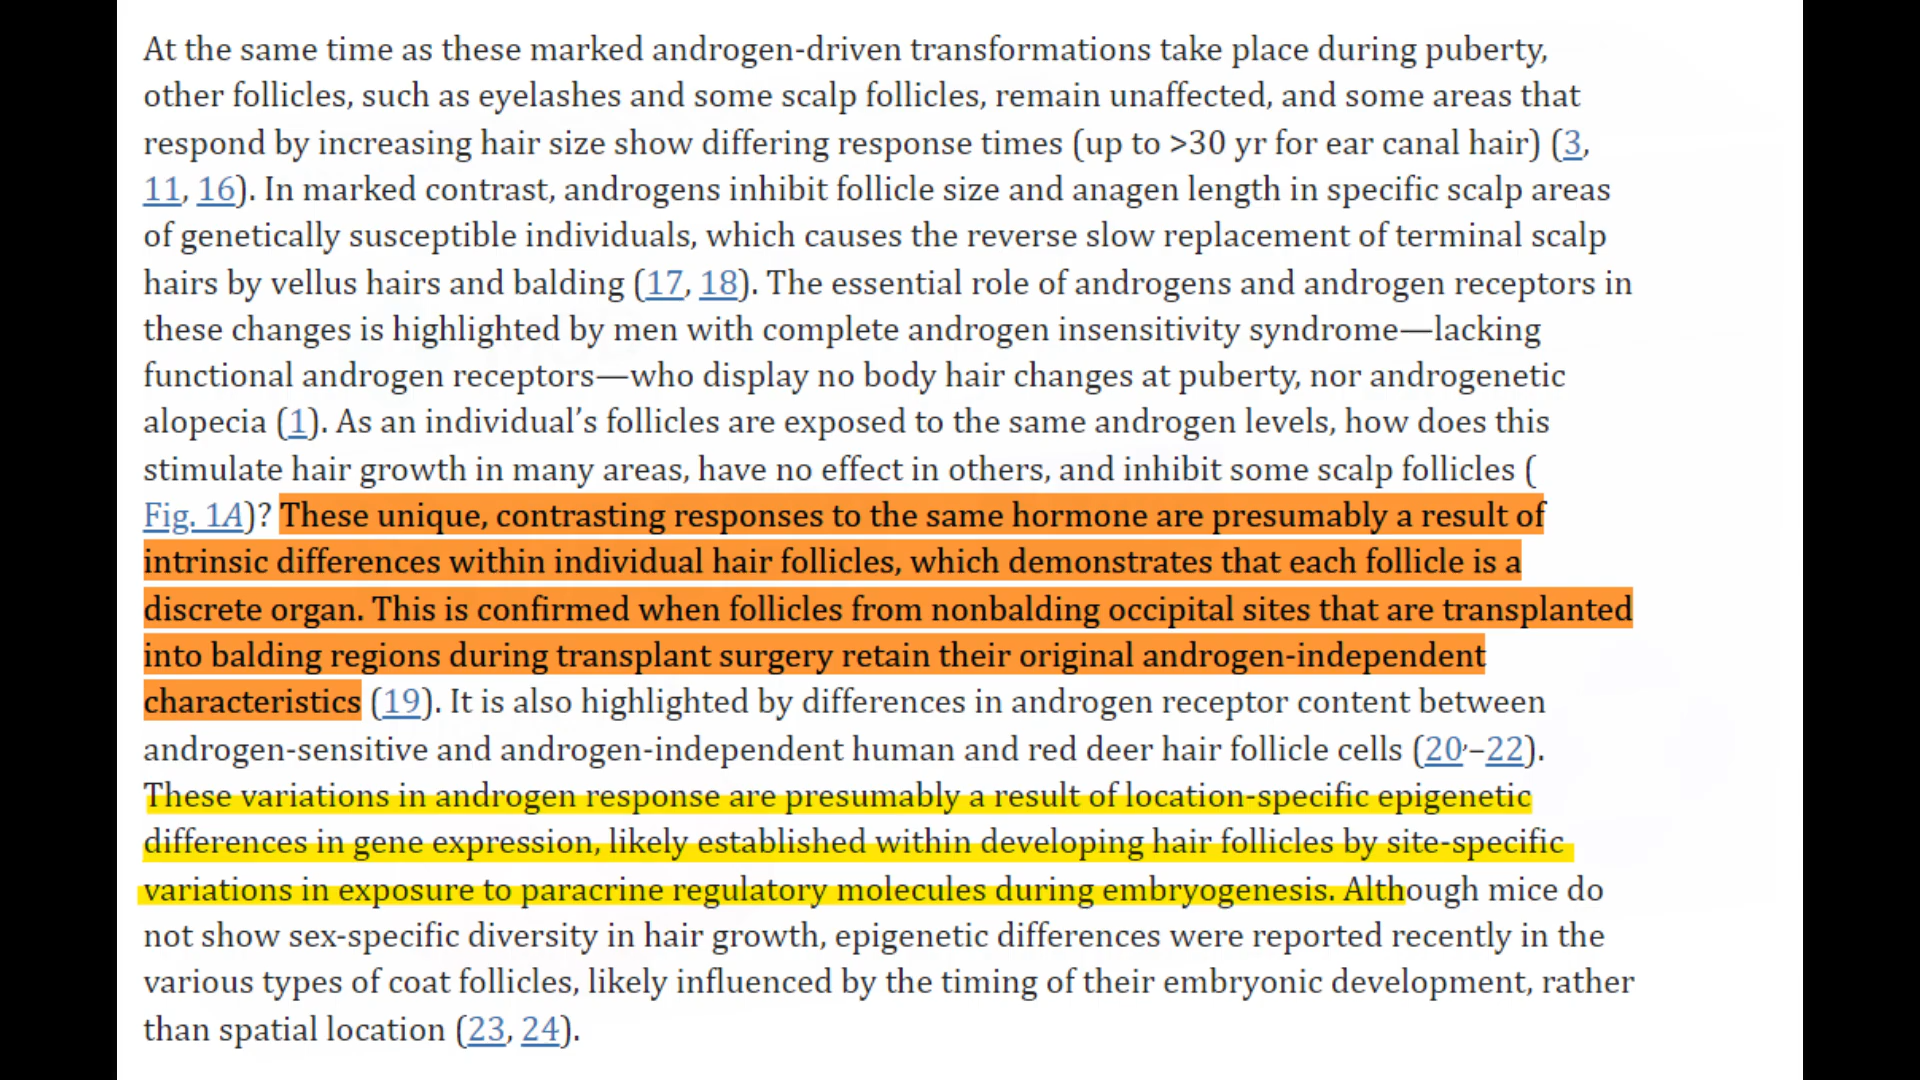 At the same time as these marked androgen-driven transformations take place during puberty,
other follicles, such as eyelashes and some scalp follicles, remain unaffected, and some areas that
respond by increasing hair size show differing response times (up to >30 yr for ear canal hair) (3,
11, 16). In marked contrast, androgens inhibit follicle size and anagen length in specific scalp areas
of genetically susceptible individuals, which causes the reverse slow replacement of terminal scalp
hairs by vellus hairs and balding (17, 18). The essential role of androgens and androgen receptors in
these changes is highlighted by men with complete androgen insensitivity syndrome—lacking
functional androgen receptors—who display no body hair changes at puberty, nor androgenetic
alopecia (1). As an individual’s follicles are exposed to the same androgen levels, how does this
stimulate hair growth in many areas, have no effect in others, and inhibit some scalp follicles (
Fig. 1A)? These unique, contrasting responses to the same hormone are presumably a result of
intrinsic differences within individual hair follicles, which demonstrates that each follicle is a
discrete organ. This is confirmed when follicles from nonbalding occipital sites that are transplanted
into balding regions during transplant surgery retain their original androgen-independent
characteristics (19). It is also highlighted by differences in androgen receptor content between
androgen-sensitive and androgen-independent human and red deer hair follicle cells (20,–22).
These variations in androgen response are presumably a result of location-specific epigenetic
differences in gene expression, likely established within developing hair follicles by site-specific
variations in exposure to paracrine regulatory molecules during embryogenesis. Although mice do
not show sex-specific diversity in hair growth, epigenetic differences were reported recently in the
various types of coat follicles, likely influenced by the timing of their embryonic development, rather
than spatial location (23, 24).